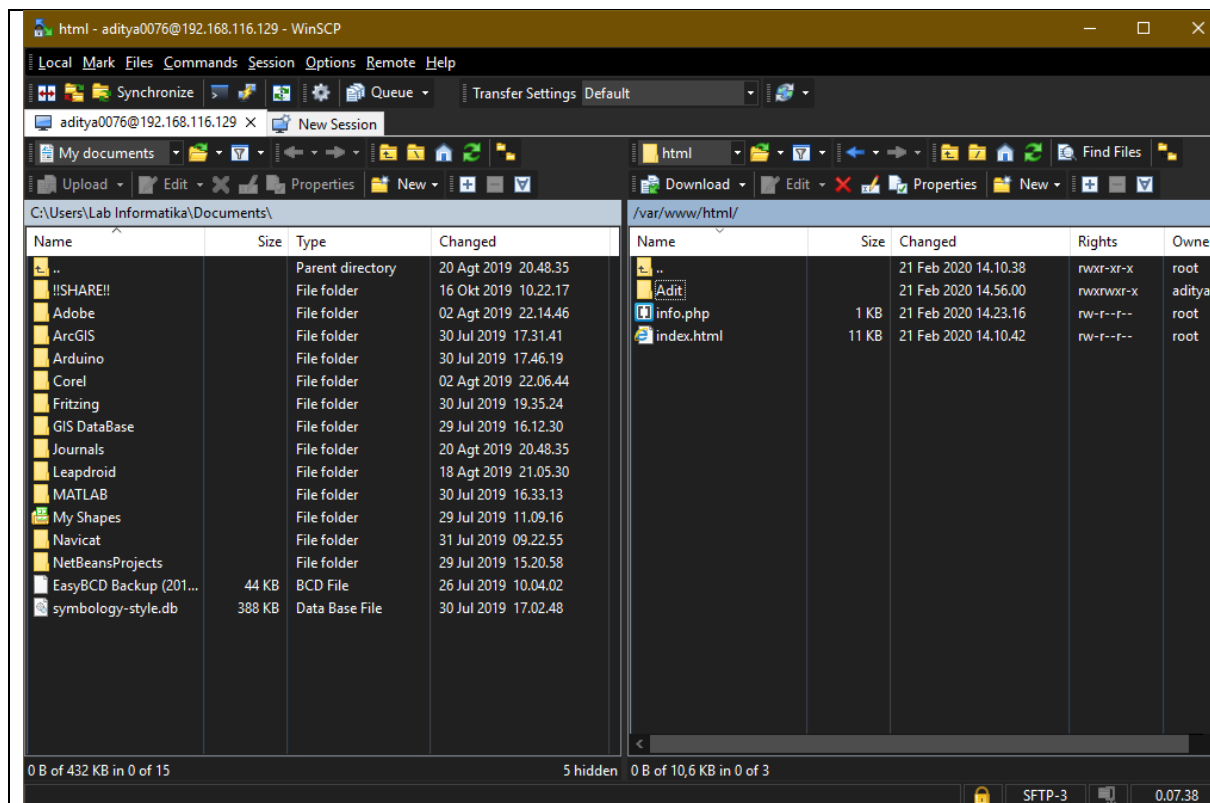 html - aditya0076@192.168.116.129 - WinSCP
Local Mark Files Commands Session Options Remote Help
Synchronize Queue Transfer Settings Default
aditya0076@192.168.116.129 × New Session
My documents html Find Files
Upload Edit Properties New Download Edit Properties New
C:\Users\Lab Informatika\Documents\ /var/www/html/
Name Size Type Changed Name Size Changed Rights Owne
.. Parent directory 20 Agt 2019 20.48.35 .. 21 Feb 2020 14.10.38 rwxr-xr-x root
!!SHARE!! File folder 16 Okt 2019 10.22.17 Adit 21 Feb 2020 14.56.00 rwxrwxr-x aditya
Adobe File folder 02 Agt 2019 22.14.46 info.php 1 KB 21 Feb 2020 14.23.16 rw-r--r-- root
ArcGIS File folder 30 Jul 2019 17.31.41 index.html 11 KB 21 Feb 2020 14.10.42 rw-r--r-- root
Arduino File folder 30 Jul 2019 17.46.19
Corel File folder 02 Agt 2019 22.06.44
Fritzing File folder 30 Jul 2019 19.35.24
GIS DataBase File folder 29 Jul 2019 16.12.30
Journals File folder 20 Agt 2019 20.48.35
Leapdroid File folder 18 Agt 2019 21.05.30
MATLAB File folder 30 Jul 2019 16.33.13
My Shapes File folder 29 Jul 2019 11.09.16
Navicat File folder 31 Jul 2019 09.22.55
NetBeansProjects File folder 29 Jul 2019 15.20.58
EasyBCD Backup (201... 44 KB BCD File 26 Jul 2019 10.04.02
symbology-style.db 388 KB Data Base File 30 Jul 2019 17.02.48
0 B of 432 KB in 0 of 15 5 hidden 0 B of 10,6 KB in 0 of 3
SFTP-3 0.07.38